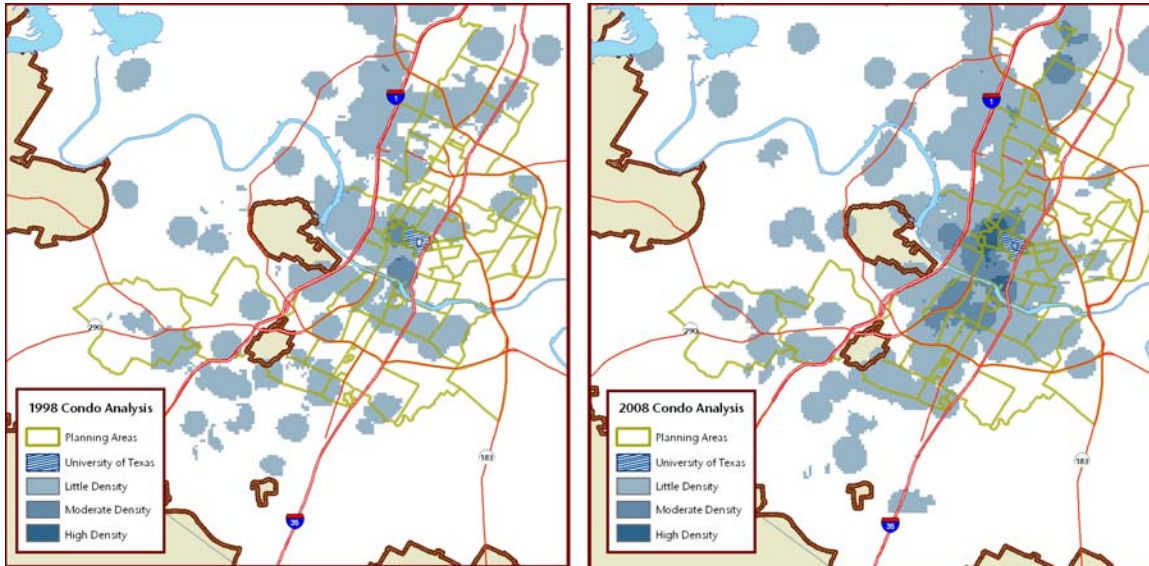 1
290
1998 Condo Analysis
Planning Areas
University of Texas
Little Density
Moderate Density
High Density
183
35
1
290
2008 Condo Analysis
Planning Areas
University of Texas
Little Density
Moderate Density
High Density
183
35